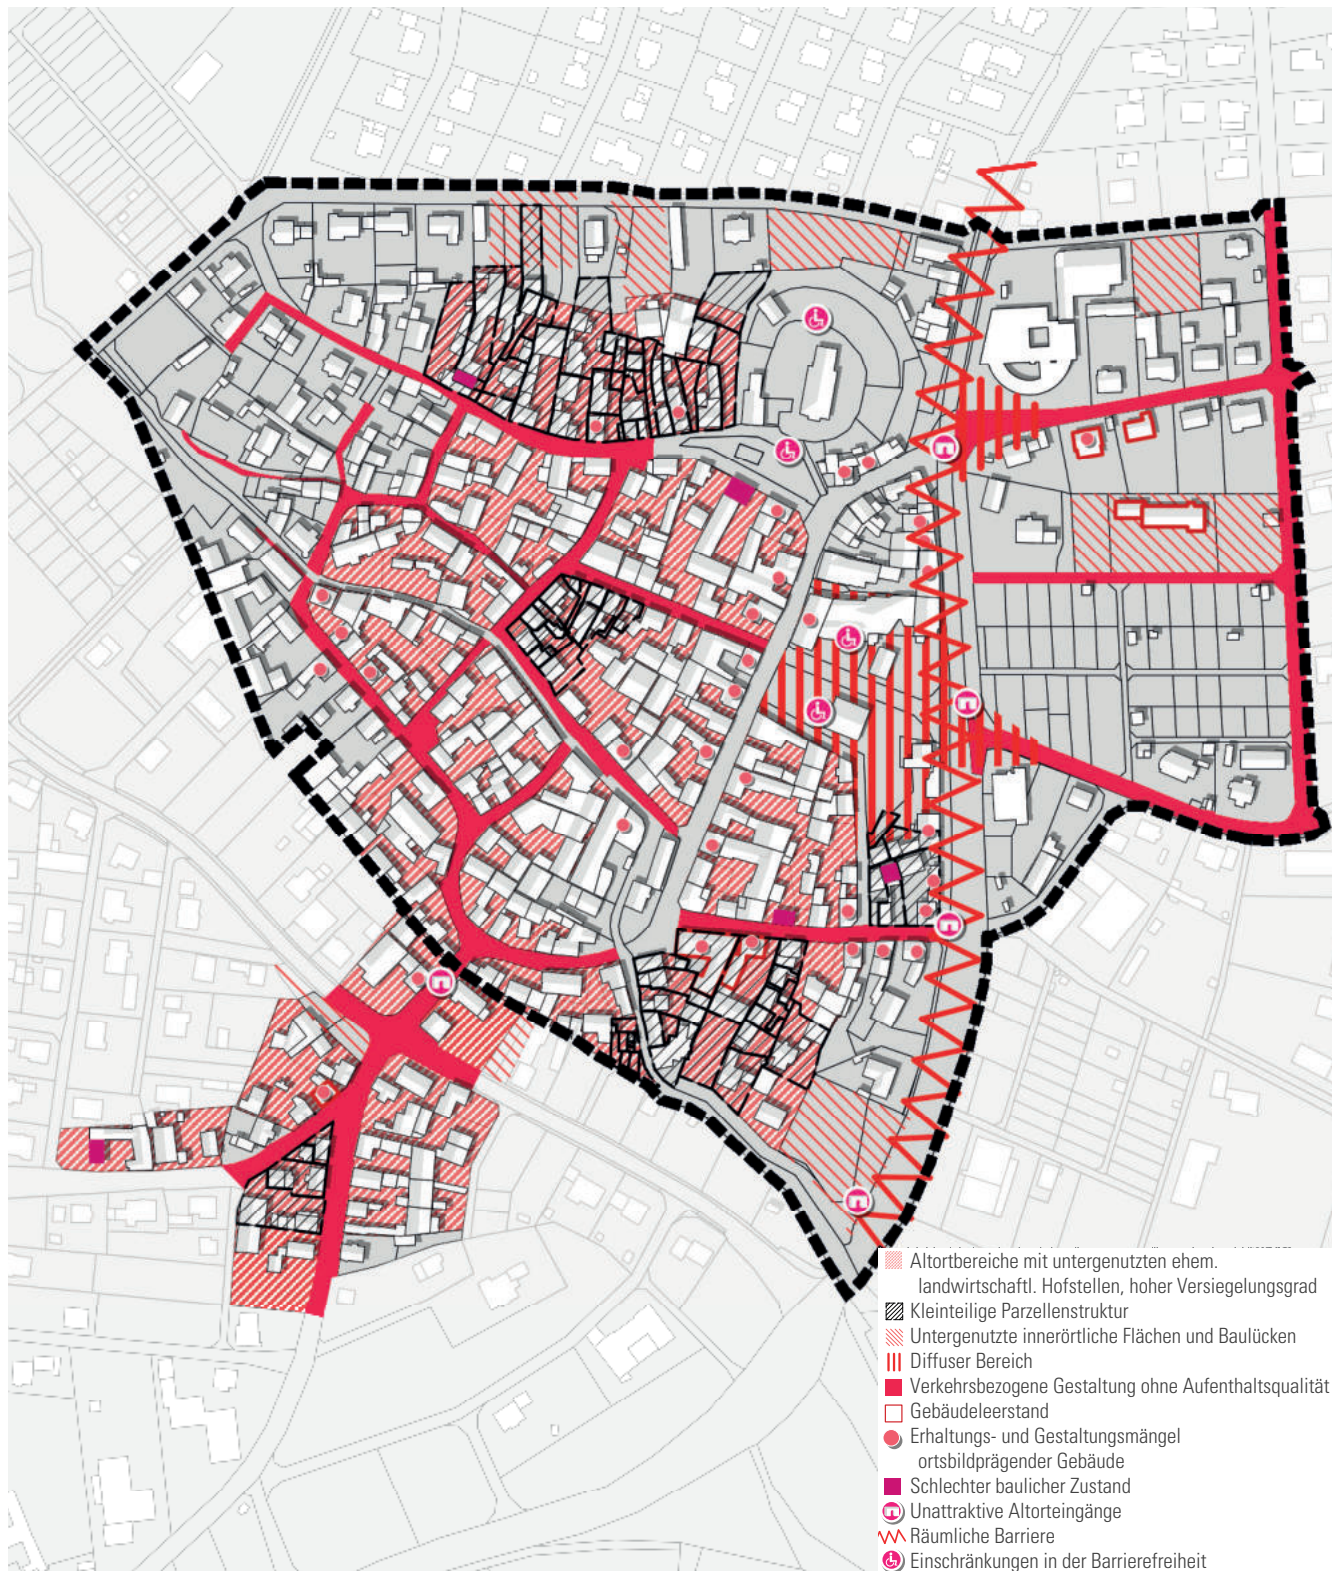 Altortbereiche mit untergenutzten ehem.
landwirtschaftl. Hofstellen, hoher Versiegelungsgrad
Kleinteilige Parzellenstruktur
Untergenutzte innerörtliche Flächen und Baulücken
Diffuser Bereich
Verkehrsbezogene Gestaltung ohne Aufenthaltsqualität
Gebäudeleerstand
Erhaltungs- und Gestaltungsmängel
ortsbildprägender Gebäude
Schlechter baulicher Zustand
Unattraktive Altorteingänge
Räumliche Barriere
Einschränkungen in der Barrierefreiheit